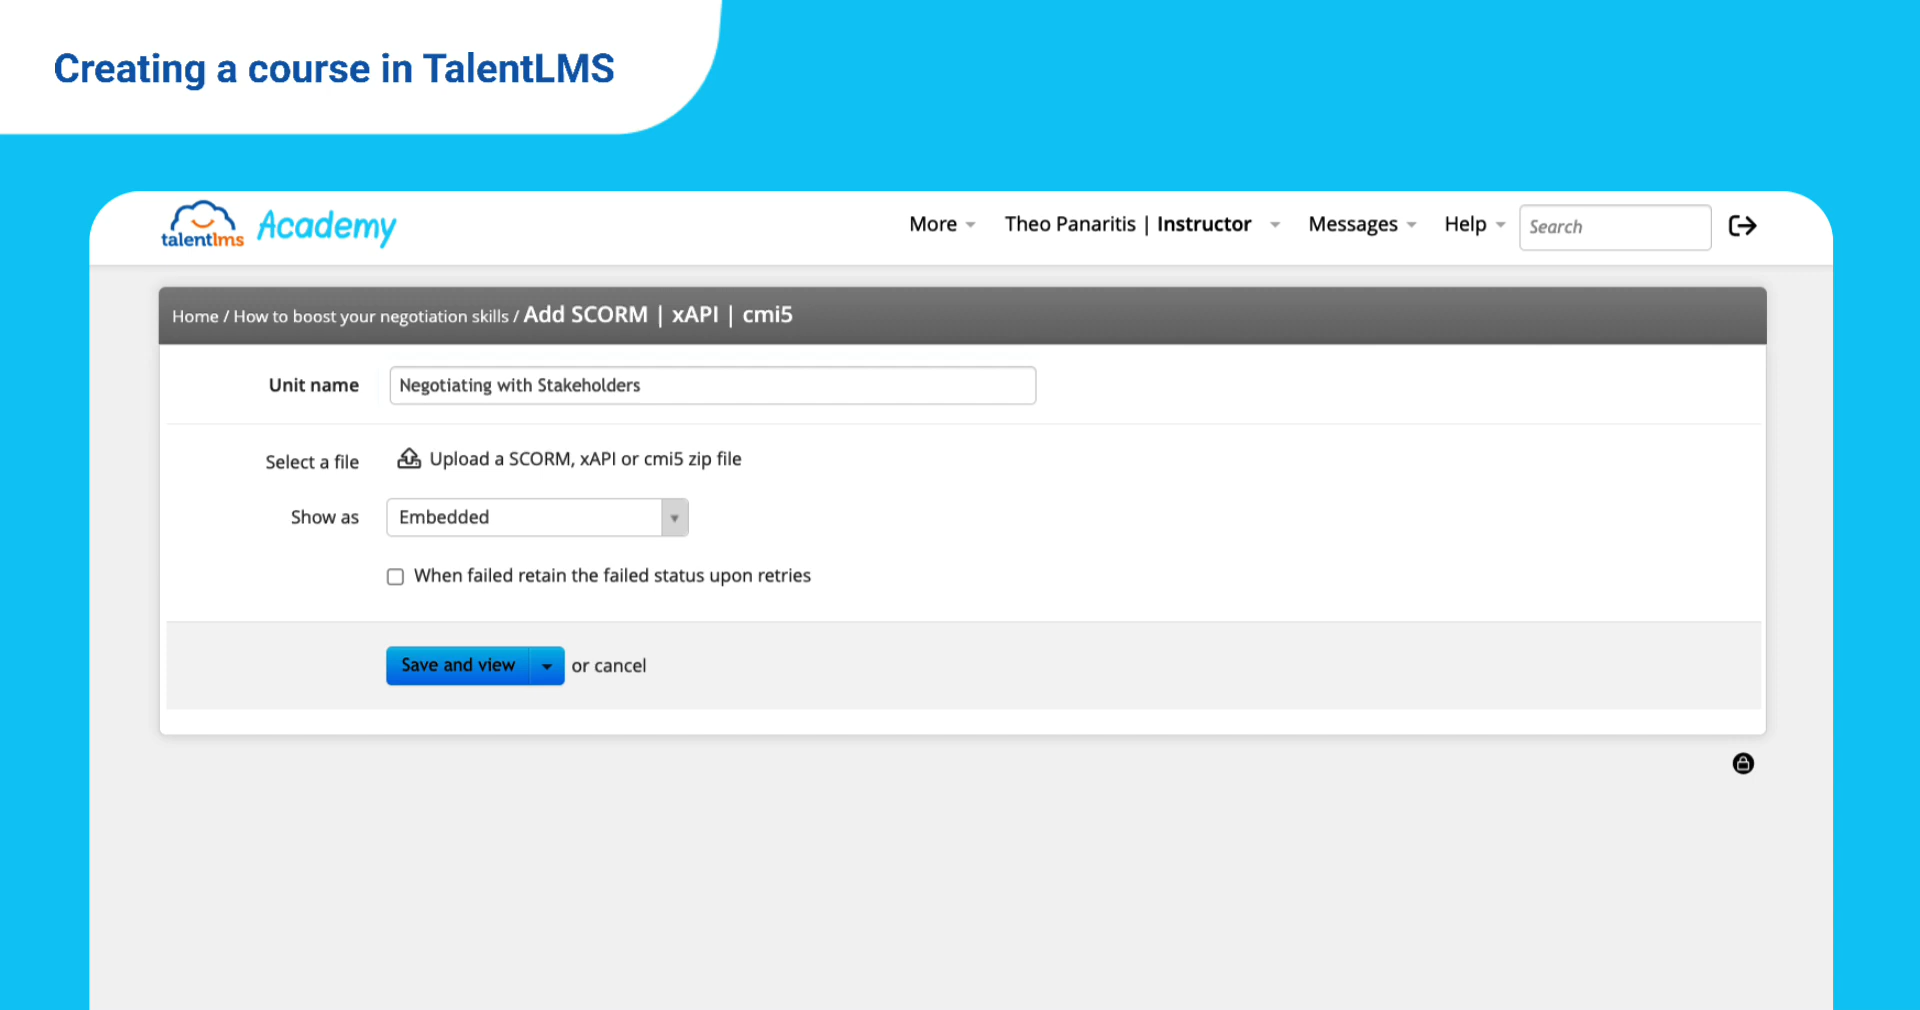 Creating a course in TalentLMS
talentlms Academy
More Theo Panaritis | Instructor Messages Help Search
Home / How to boost your negotiation skills / Add SCORM | xAPI | cmi5
Unit name Negotiating with Stakeholders
Select a file Upload a SCORM, xAPI or cmi5 zip file
Show as Embedded
When failed retain the failed status upon retries
Save and view or cancel